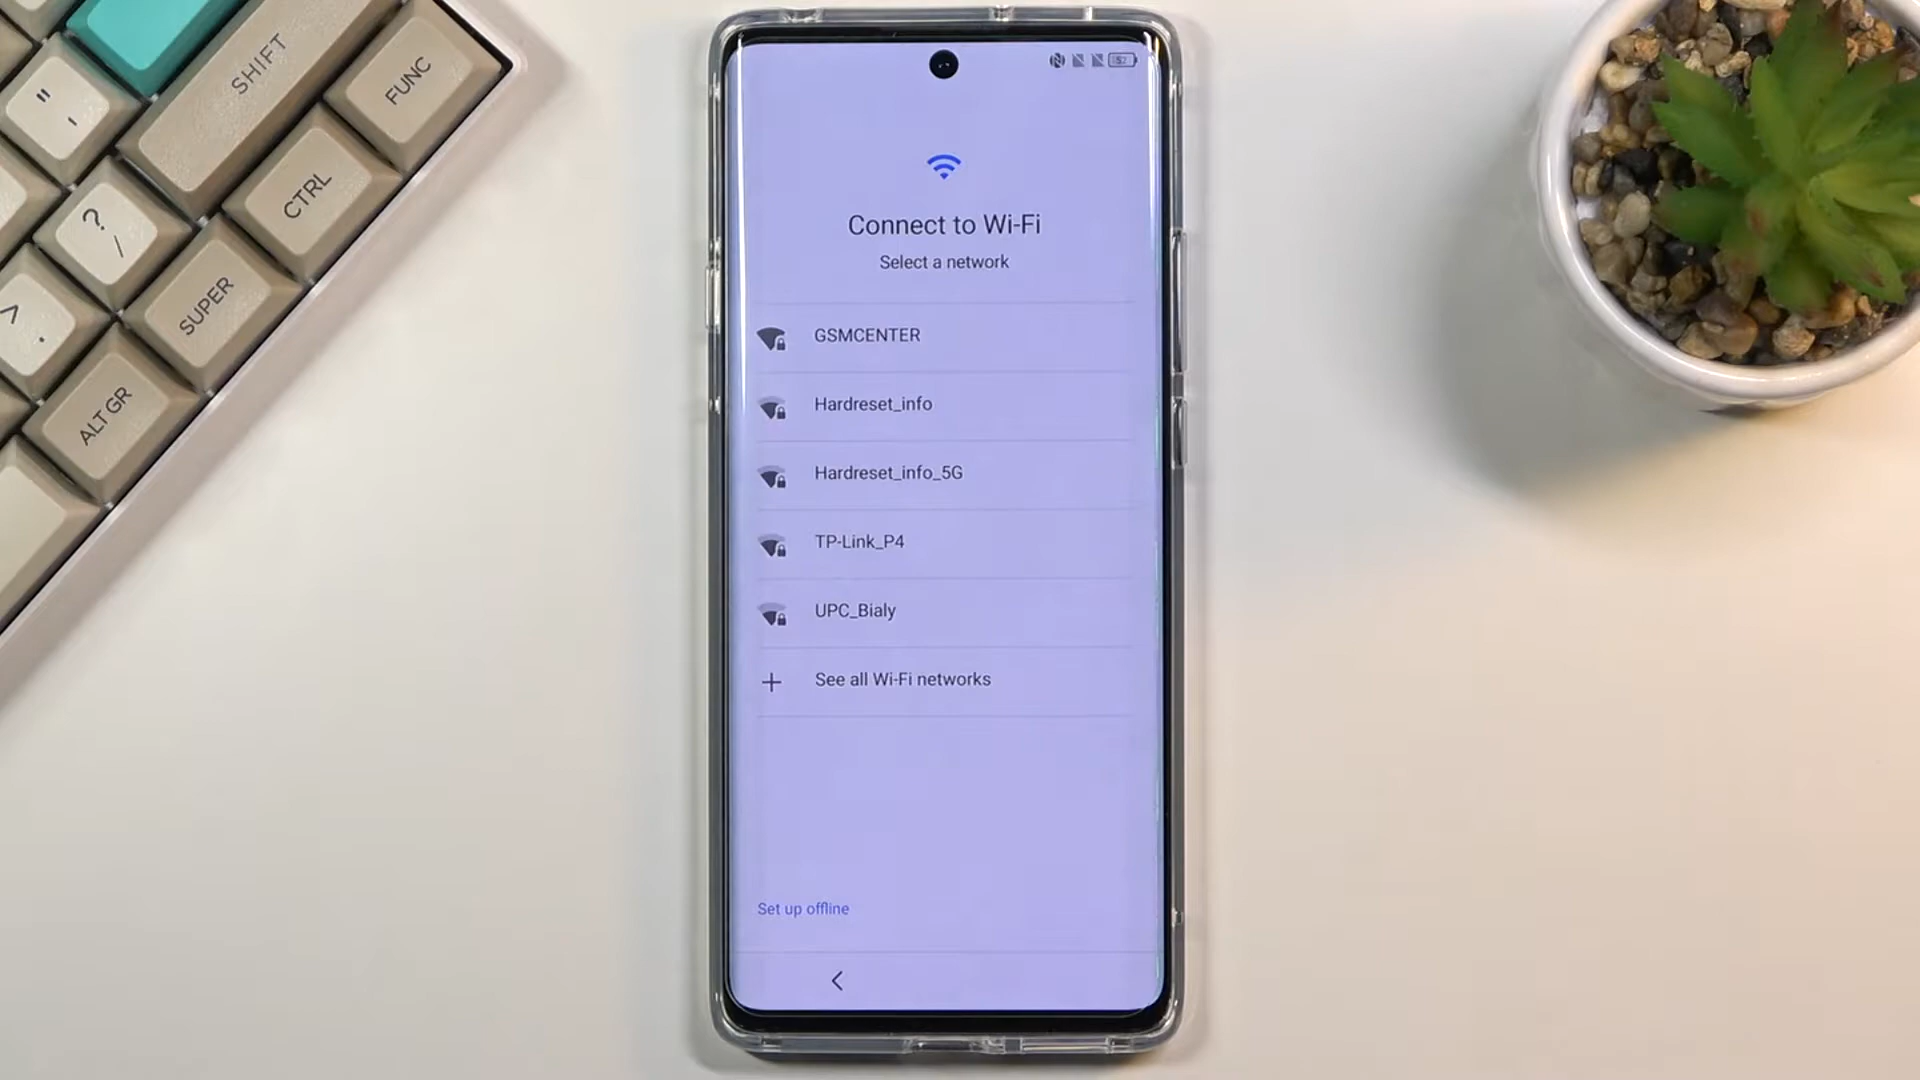 SHIFT
FUNC
"
'
CTRL
?
/
SUPER
>
.
ALT GR
Connect to Wi-Fi
Select a network
GSMCENTER
Hardreset_info
Hardreset_info_5G
TP-Link_P4
UPC_Bialy
See all Wi-Fi networks
Set up offline